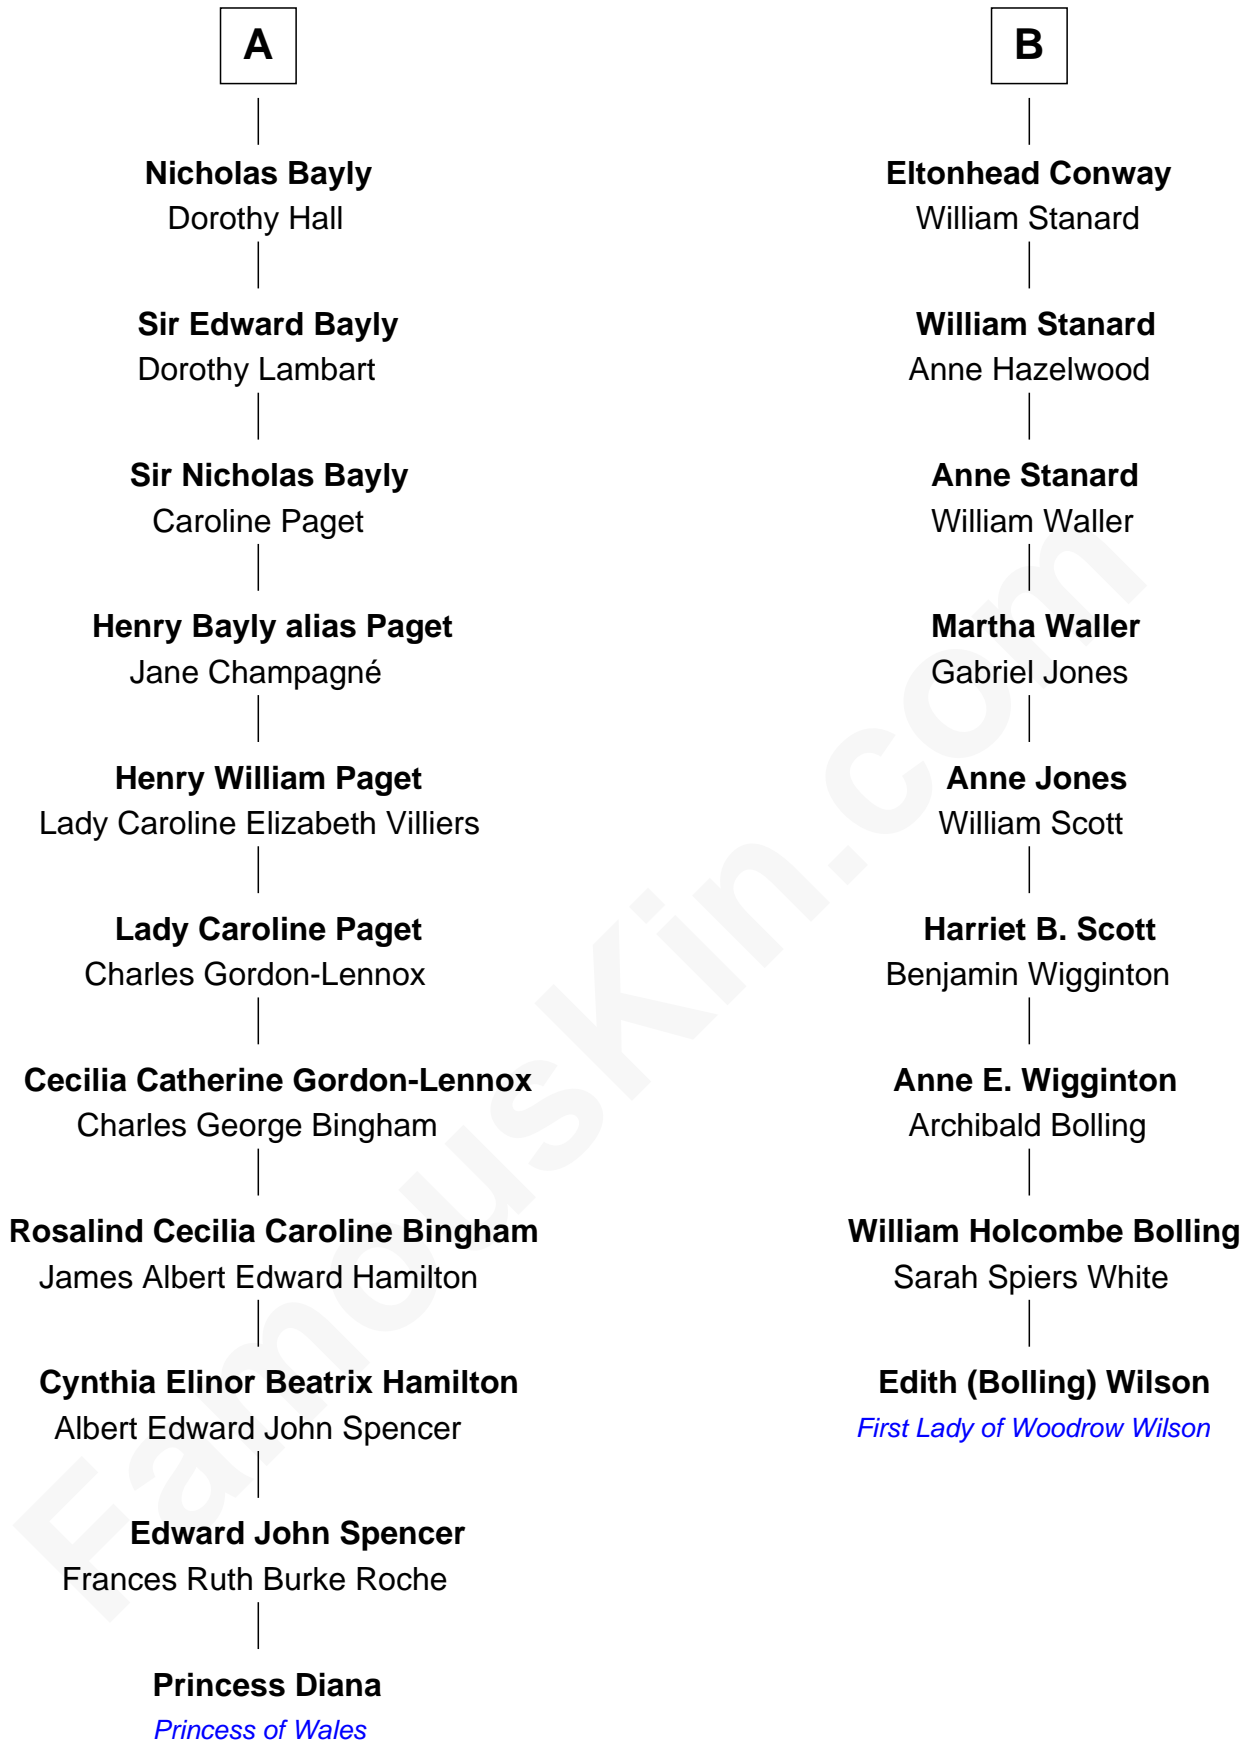 A
Nicholas Bayly
Dorothy Hall
Sir Edward Bayly
Dorothy Lambart
Sir Nicholas Bayly
Caroline Paget
Henry Bayly alias Paget
Jane Champagné
Henry William Paget
Lady Caroline Elizabeth Villiers
Lady Caroline Paget
Charles Gordon-Lennox
Cecilia Catherine Gordon-Lennox
Charles George Bingham
Rosalind Cecilia Caroline Bingham
James Albert Edward Hamilton
Cynthia Elinor Beatrix Hamilton
Albert Edward John Spencer
Edward John Spencer
Frances Ruth Burke Roche
Princess Diana
Princess of Wales
B
Eltonhead Conway
William Stanard
William Stanard
Anne Hazelwood
Anne Stanard
William Waller
Martha Waller
Gabriel Jones
Anne Jones
William Scott
Harriet B. Scott
Benjamin Wigginton
Anne E. Wigginton
Archibald Bolling
William Holcombe Bolling
Sarah Spiers White
Edith (Bolling) Wilson
First Lady of Woodrow Wilson
FamousKin.com